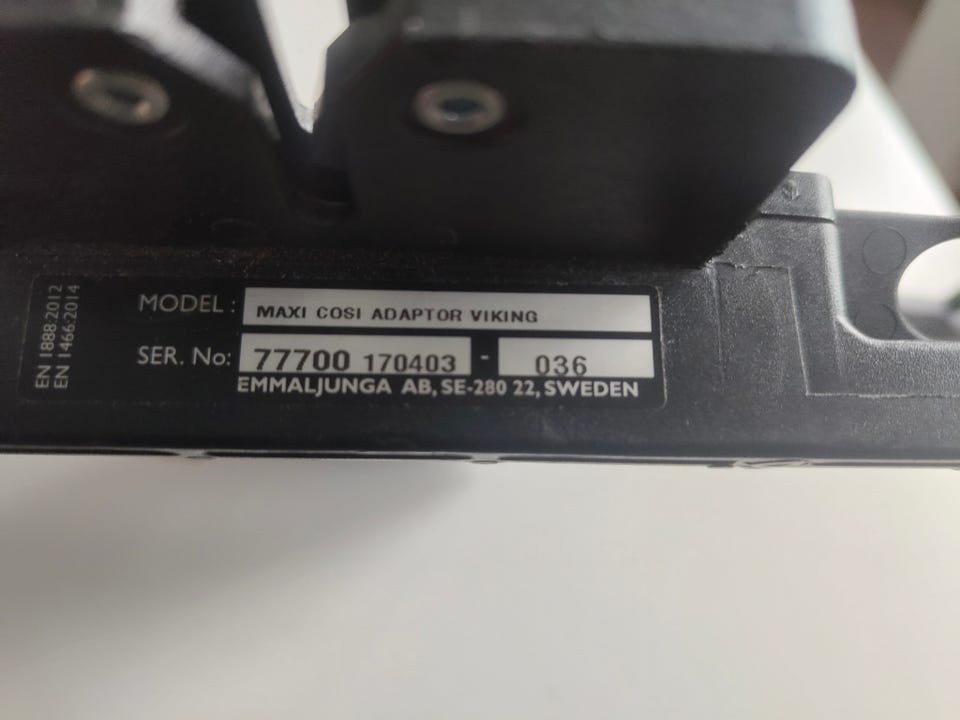 EN 1888:2012
EN 1466:2014
MODEL : MAXI COSI ADAPTOR VIKING
SER. No: 77700 170403 - 036
EMMALJUNGA AB, SE-280 22, SWEDEN